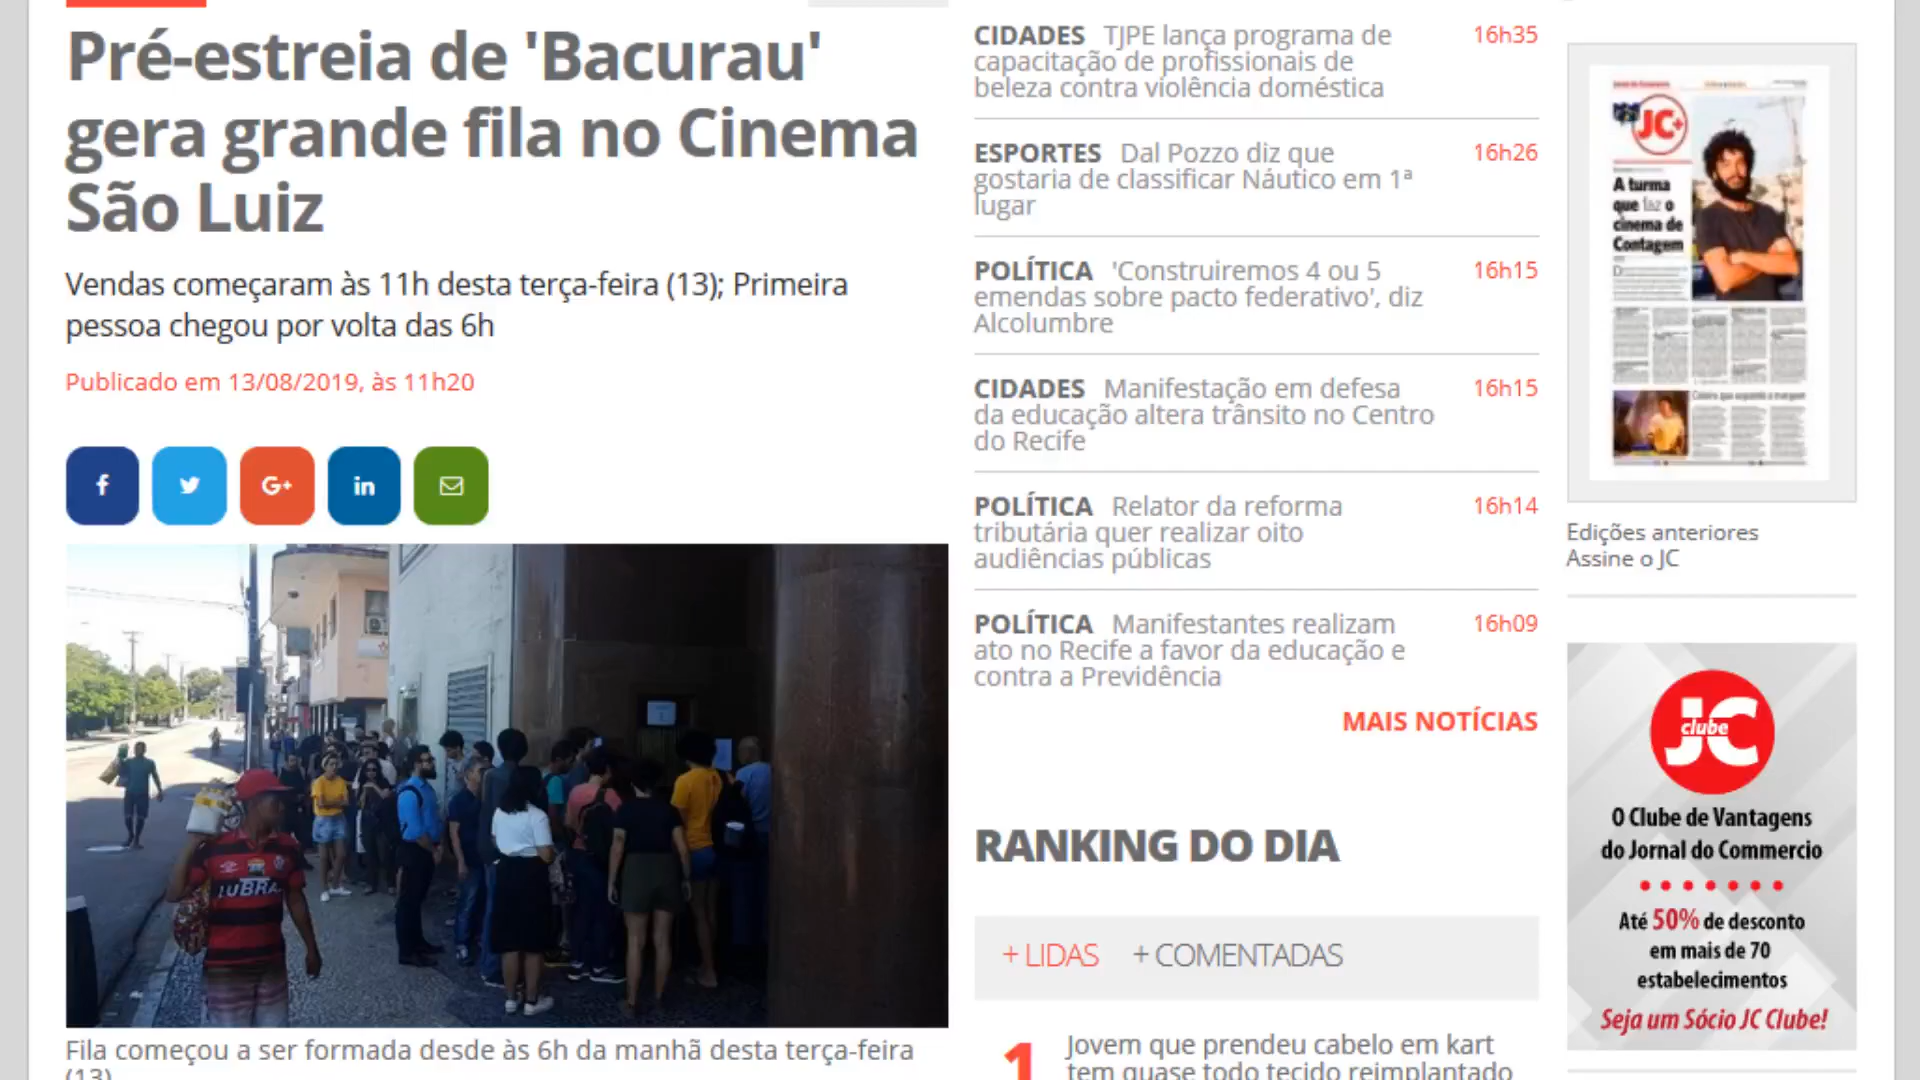 Pré-estreia de 'Bacurau'
gera grande fila no Cinema
São Luiz
Vendas começaram às 11h desta terça-feira (13); Primeira
pessoa chegou por volta das 6h
Publicado em 13/08/2019, às 11h20
f
G+
in
LUBRA
Fila começou a ser formada desde às 6h da manhã desta terça-feira
(13)
CIDADES TJPE lança programa de 16h35
capacitação de profissionais de
beleza contra violência doméstica
ESPORTES Dal Pozzo diz que 16h26
gostaria de classificar Náutico em 1ª
lugar
POLÍTICA 'Construiremos 4 ou 5 16h15
emendas sobre pacto federativo', diz
Alcolumbre
CIDADES Manifestação em defesa 16h15
da educação altera trânsito no Centro
do Recife
POLÍTICA Relator da reforma 16h14
tributária quer realizar oito
audiências públicas
POLÍTICA Manifestantes realizam 16h09
ato no Recife a favor da educação e
contra a Previdência
MAIS NOTÍCIAS
RANKING DO DIA
+ LIDAS + COMENTADAS
1 Jovem que prendeu cabelo em kart
tem quase todo tecido reimplantado
JC+
A turma
que faz o
cinema de
Contagem
Edições anteriores
Assine o JC
JC
clube
O Clube de Vantagens
do Jornal do Commercio
Até 50% de desconto
em mais de 70
estabelecimentos
Seja um Sócio JC Clube!